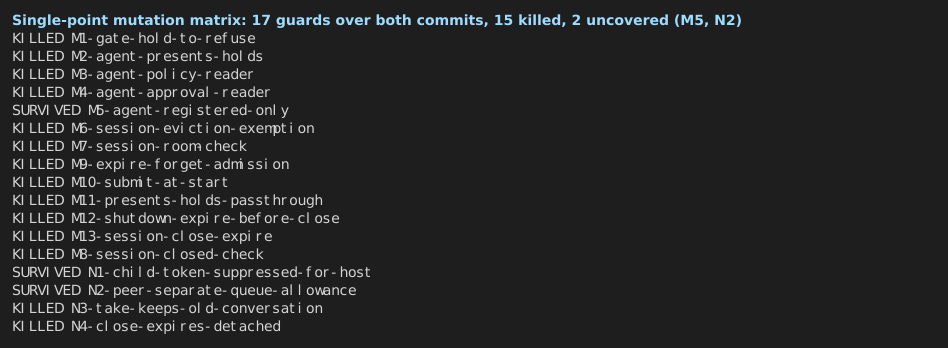 Single-point mutation matrix: 17 guards over both commits, 15 killed, 2 uncovered (M5, N2)
KILLED M1-gate-hold-to-refuse
KILLED M2-agent-presents-holds
KILLED M3-agent-policy-reader
KILLED M4-agent-approval-reader
SURVIVED M5-agent-registered-only
KILLED M6-session-eviction-exemption
KILLED M7-session-room-check
KILLED M9-expire-forget-admission
KILLED M10-submit-at-start
KILLED M11-presents-holds-passthrough
KILLED M12-shutdown-expire-before-close
KILLED M13-session-close-expire
KILLED M8-session-closed-check
SURVIVED N1-child-token-suppressed-for-host
SURVIVED N2-peer-separate-queue-allowance
KILLED N3-take-keeps-old-conversation
KILLED N4-close-expires-detached